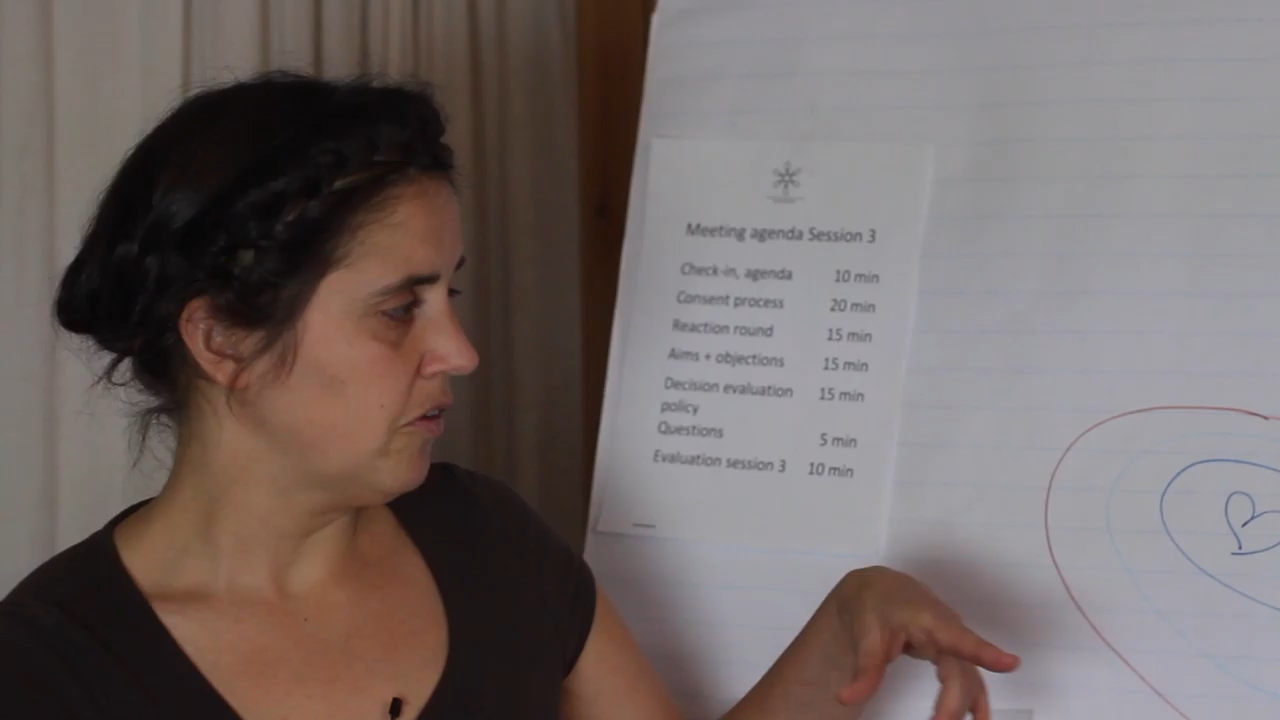 Meeting agenda Session 3
Check-in, agenda 10 min
Consent process 20 min
Reaction round 15 min
Aims + objections 15 min
Decision evaluation 15 min
policy
Questions 5 min
Evaluation session 3 10 min